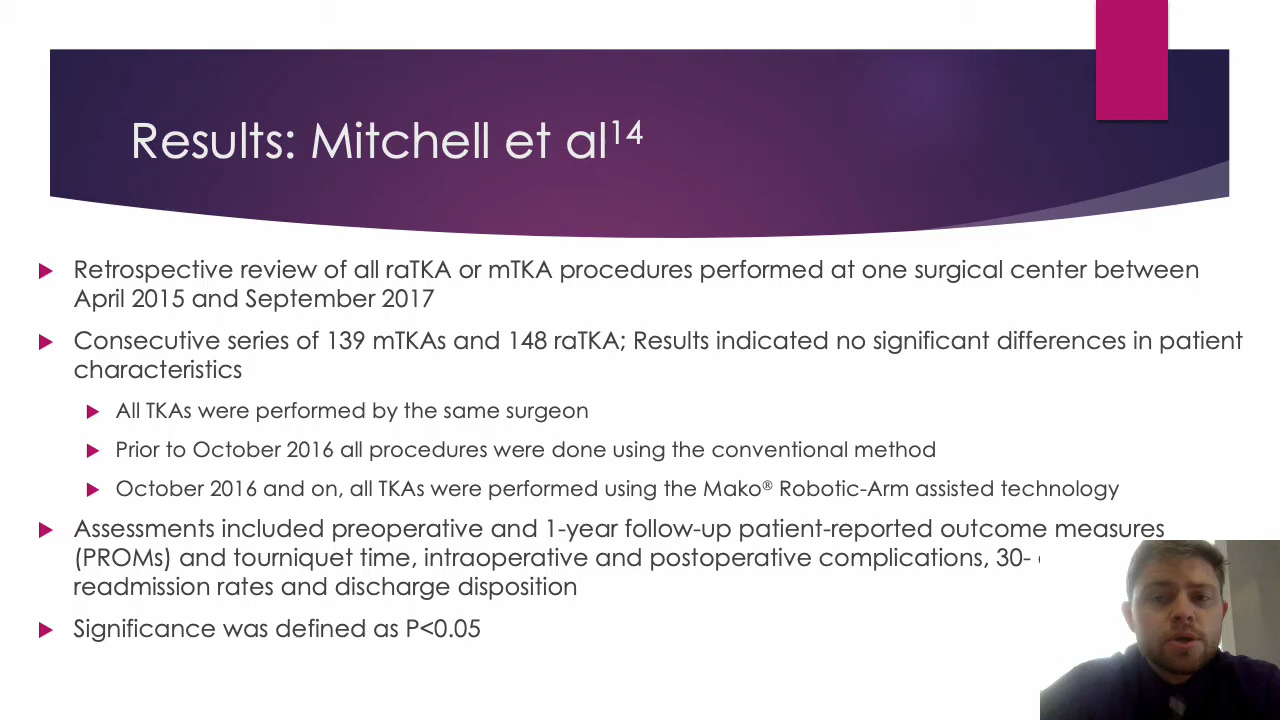 Results: Mitchell et al¹⁴
Retrospective review of all raTKA or mTKA procedures performed at one surgical center between
April 2015 and September 2017
Consecutive series of 139 mTKAs and 148 raTKA; Results indicated no significant differences in patient
characteristics
All TKAs were performed by the same surgeon
Prior to October 2016 all procedures were done using the conventional method
October 2016 and on, all TKAs were performed using the Mako® Robotic-Arm assisted technology
Assessments included preoperative and 1-year follow-up patient-reported outcome measures
(PROMs) and tourniquet time, intraoperative and postoperative complications, 30-
readmission rates and discharge disposition
Significance was defined as P<0.05